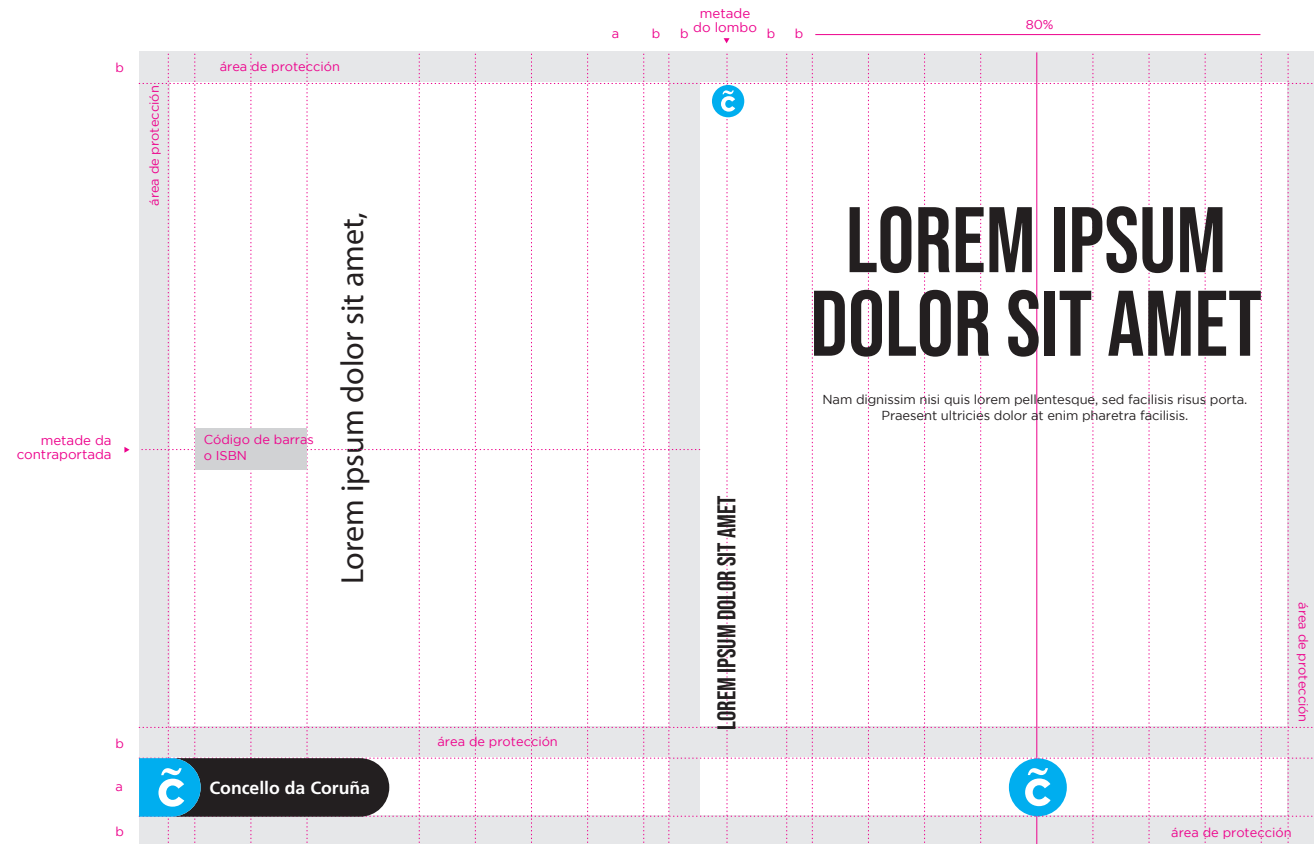 metade
do lombo
a
b
b
b
b
80%
b
área de protección
área de protección
c̃
LOREM IPSUM
DOLOR SIT AMET
Nam dignissim nisi quis lorem pellentesque, sed facilisis risus porta.
Praesent ultricies dolor at enim pharetra facilisis.
Lorem ipsum dolor sit amet,
metade da
contraportada
Código de barras
o ISBN
LOREM IPSUM DOLOR SIT AMET
área de protección
b
área de protección
a
c̃
Concello da Coruña
c̃
b
área de protección